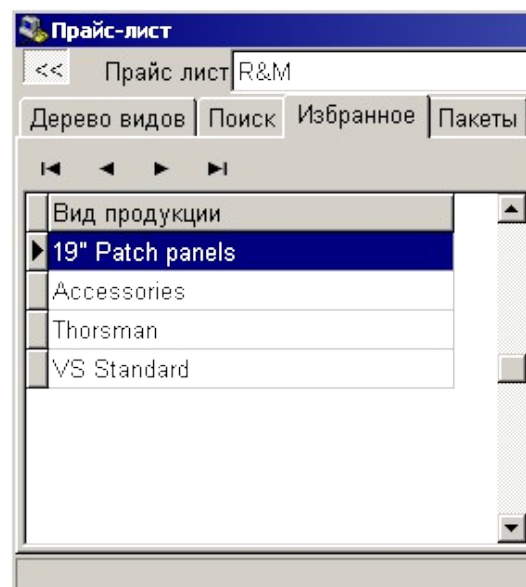 Прайс-лист
<< Прайс лист R&M
Дерево видов Поиск Избранное Пакеты
Вид продукции
19" Patch panels
Accessories
Thorsman
VS Standard